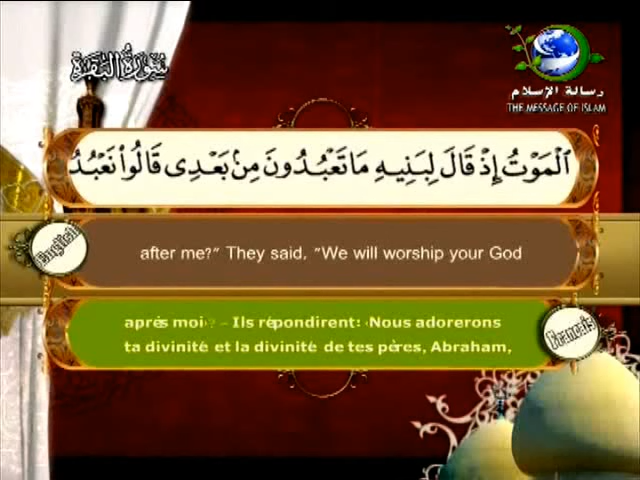 سورة البقرة
رسالة الإسلام
THE MESSAGE OF ISLAM
الْمَوْتُ إِذْ قَالَ لِبَنِيهِ مَا تَعْبُدُونَ مِنْ بَعْدِى قَالُواْ نَعْبُدُ
English
after me?" They said, "We will worship your God
après moi? – Ils répondirent: «Nous adorerons
Français
ta divinité et la divinité de tes pères, Abraham,